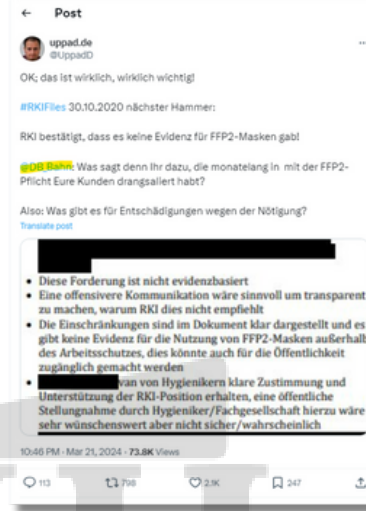 Post
uppad.de
@UppadD
OK; das ist wirklich, wirklich wichtig!
#RKIFiles 30.10.2020 nächster Hammer:
RKI bestätigt, dass es keine Evidenz für FFP2-Masken gab!
@DB_Bahn: Was sagt denn Ihr dazu, die monatelang in mit der FFP2-
Pflicht Eure Kunden drangsaliert habt?
Also: Was gibt es für Entschädigungen wegen der Nötigung?
Translate post
• Diese Forderung ist nicht evidenzbasiert
• Eine offensivere Kommunikation wäre sinnvoll um transparent
zu machen, warum RKI dies nicht empfiehlt
• Die Einschränkungen sind im Dokument klar dargestellt und es
gibt keine Evidenz für die Nutzung von FFP2-Masken außerhalb
des Arbeitsschutzes, dies könnte auch für die Öffentlichkeit
zugänglich gemacht werden
• van von Hygienikern klare Zustimmung und
Unterstützung der RKI-Position erhalten, eine öffentliche
Stellungnahme durch Hygieniker/Fachgesellschaft hierzu wäre
sehr wünschenswert aber nicht sicher/wahrscheinlich
10:46 PM · Mar 21, 2024 · 73.8K Views
113 798 2.1K 247